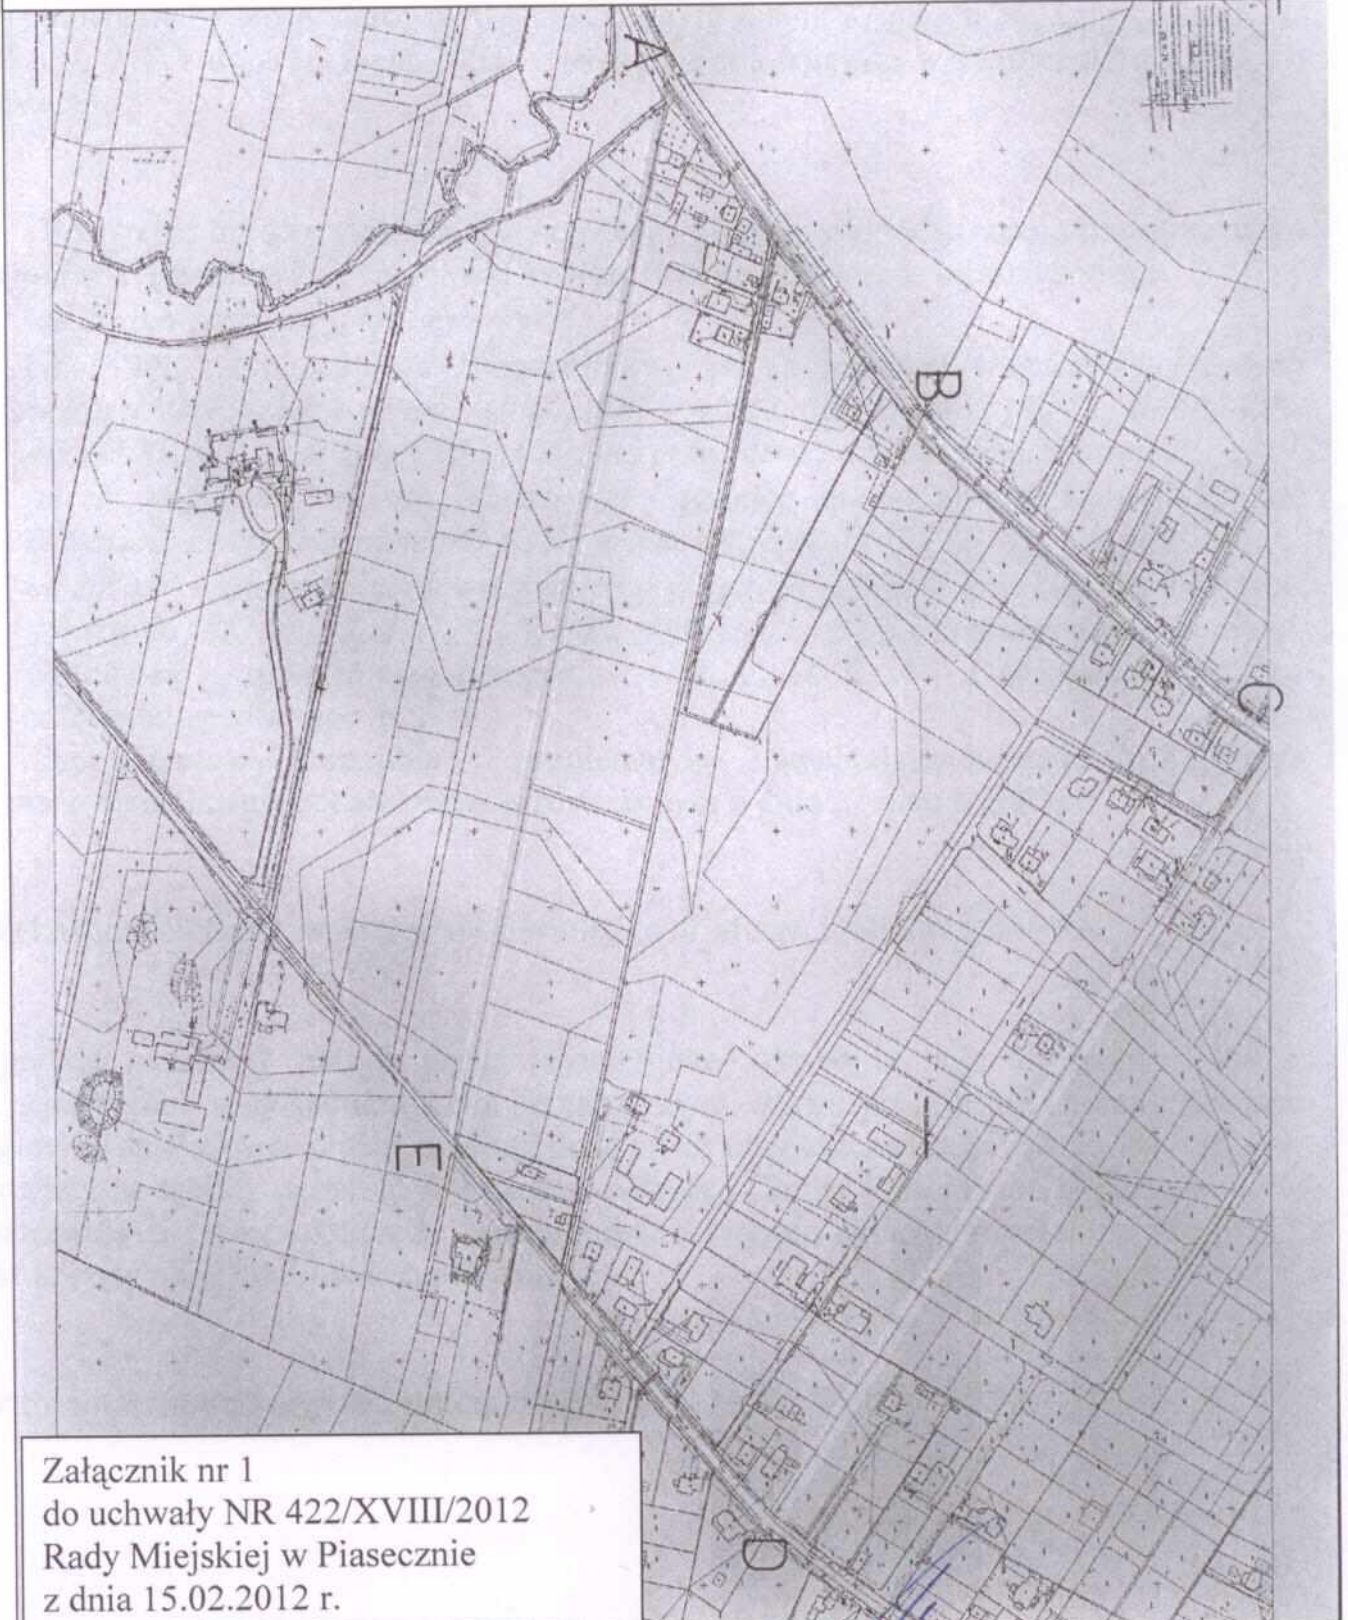 A
B
C
E
D
Załącznik nr 1
do uchwały NR 422/XVIII/2012
Rady Miejskiej w Piasecznie
z dnia 15.02.2012 r.